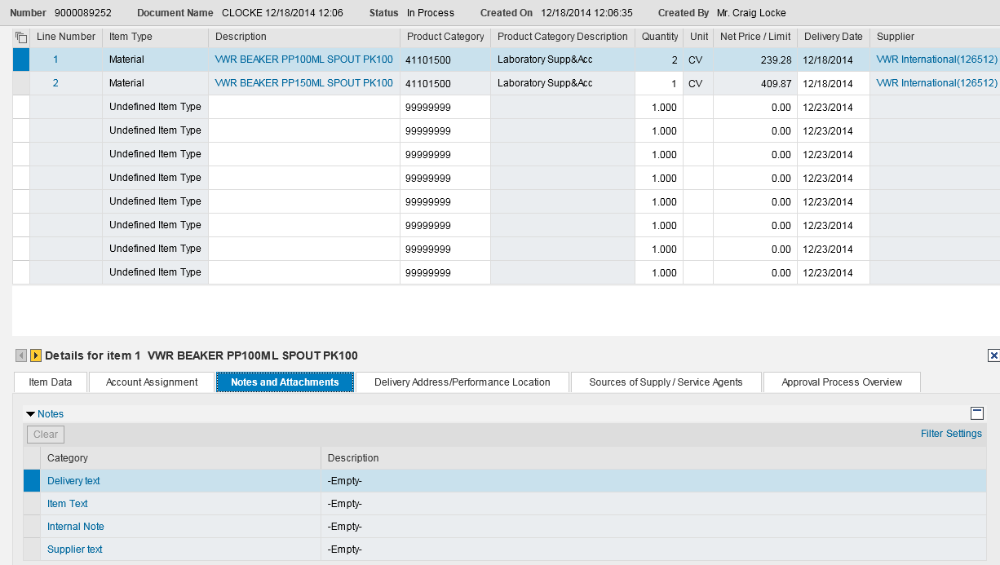 Number 9000089252 Document Name CLOCKE 12/18/2014 12:06 Status In Process Created On 12/18/2014 12:06:35 Created By Mr. Craig Locke
Line Number Item Type Description Product Category Product Category Description Quantity Unit Net Price / Limit Delivery Date Supplier
1 Material VWR BEAKER PP100ML SPOUT PK100 41101500 Laboratory Supp&Acc 2 CV 239.28 12/18/2014 VWR International(126512)
2 Material VWR BEAKER PP150ML SPOUT PK100 41101500 Laboratory Supp&Acc 1 CV 409.87 12/18/2014 VWR International(126512)
Undefined Item Type 99999999 1.000 0.00 12/23/2014
Undefined Item Type 99999999 1.000 0.00 12/23/2014
Undefined Item Type 99999999 1.000 0.00 12/23/2014
Undefined Item Type 99999999 1.000 0.00 12/23/2014
Undefined Item Type 99999999 1.000 0.00 12/23/2014
Undefined Item Type 99999999 1.000 0.00 12/23/2014
Undefined Item Type 99999999 1.000 0.00 12/23/2014
Undefined Item Type 99999999 1.000 0.00 12/23/2014
Details for item 1 VWR BEAKER PP100ML SPOUT PK100
Item Data Account Assignment Notes and Attachments Delivery Address/Performance Location Sources of Supply / Service Agents Approval Process Overview
Notes
Clear Filter Settings
Category Description
Delivery text -Empty-
Item Text -Empty-
Internal Note -Empty-
Supplier text -Empty-